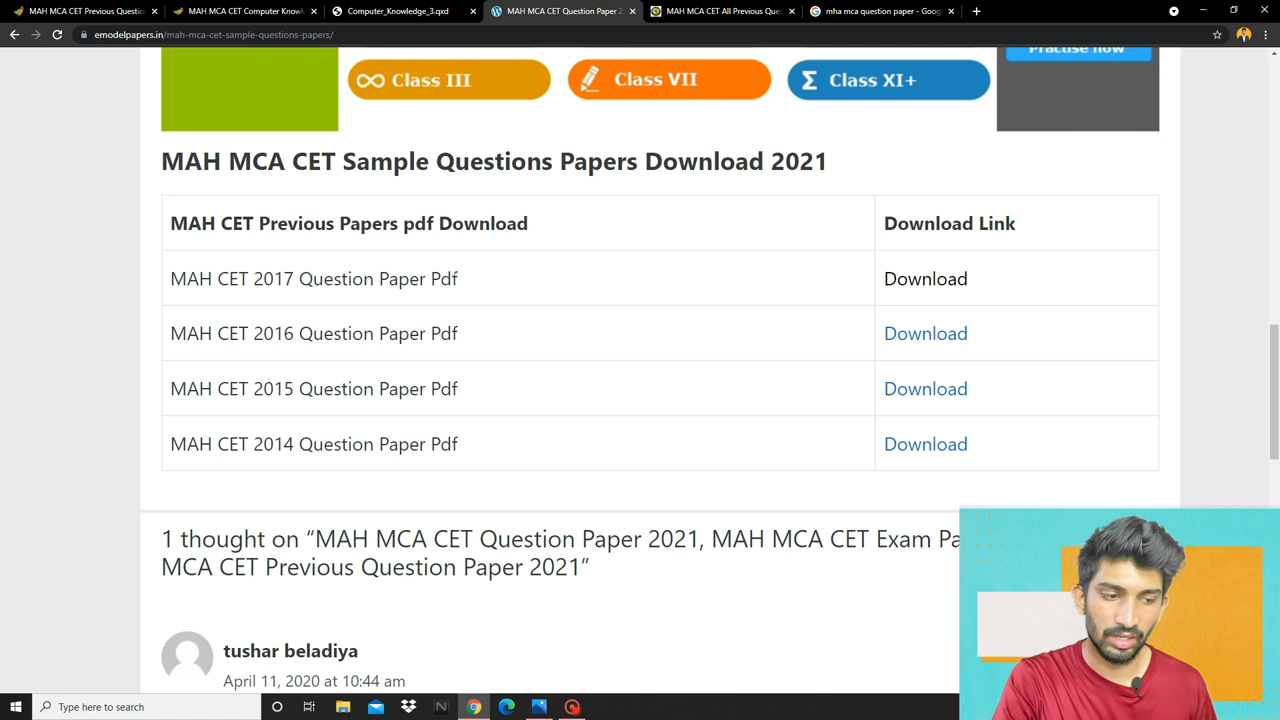 MAH MCA CET Previous Question
MAH MCA CET Computer Knowle
Computer_Knowledge_3.qxd
MAH MCA CET Question Paper 2
MAH MCA CET All Previous Ques
mha mca question paper - Goog
emodelpapers.in/mah-mca-cet-sample-questions-papers/
Class III
Class VII
Σ Class XI+
Practise now
MAH MCA CET Sample Questions Papers Download 2021
MAH CET Previous Papers pdf Download
Download Link
MAH CET 2017 Question Paper Pdf
Download
MAH CET 2016 Question Paper Pdf
Download
MAH CET 2015 Question Paper Pdf
Download
MAH CET 2014 Question Paper Pdf
Download
1 thought on “MAH MCA CET Question Paper 2021, MAH MCA CET Exam Pa
MCA CET Previous Question Paper 2021”
tushar beladiya
April 11, 2020 at 10:44 am
Type here to search